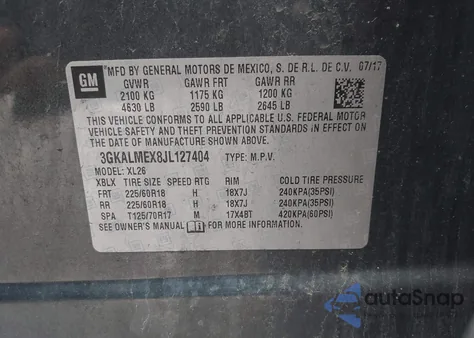 GM
MFD BY GENERAL MOTORS DE MEXICO, S. DE R.L. DE C.V. 07/17
GVWR GAWR FRT GAWR RR
2100 KG 1175 KG 1200 KG
4630 LB 2590 LB 2645 LB
THIS VEHICLE CONFORMS TO ALL APPLICABLE U.S. FEDERAL MOTOR
VEHICLE SAFETY AND THEFT PREVENTION STANDARDS IN EFFECT ON
THE DATE OF MANUFACTURE SHOWN ABOVE.
3GKALMEX8JL127404 TYPE: M.P.V.
MODEL: XL26
XBLX TIRE SIZE SPEED RTG RIM COLD TIRE PRESSURE
FRT 225/60R18 H 18X7J 240KPA(35PSI)
RR 225/60R18 H 18X7J 240KPA(35PSI)
SPA T125/70R17 M 17X4BT 420KPA(60PSI)
SEE OWNER'S MANUAL FOR MORE INFORMATION.
autoSnap